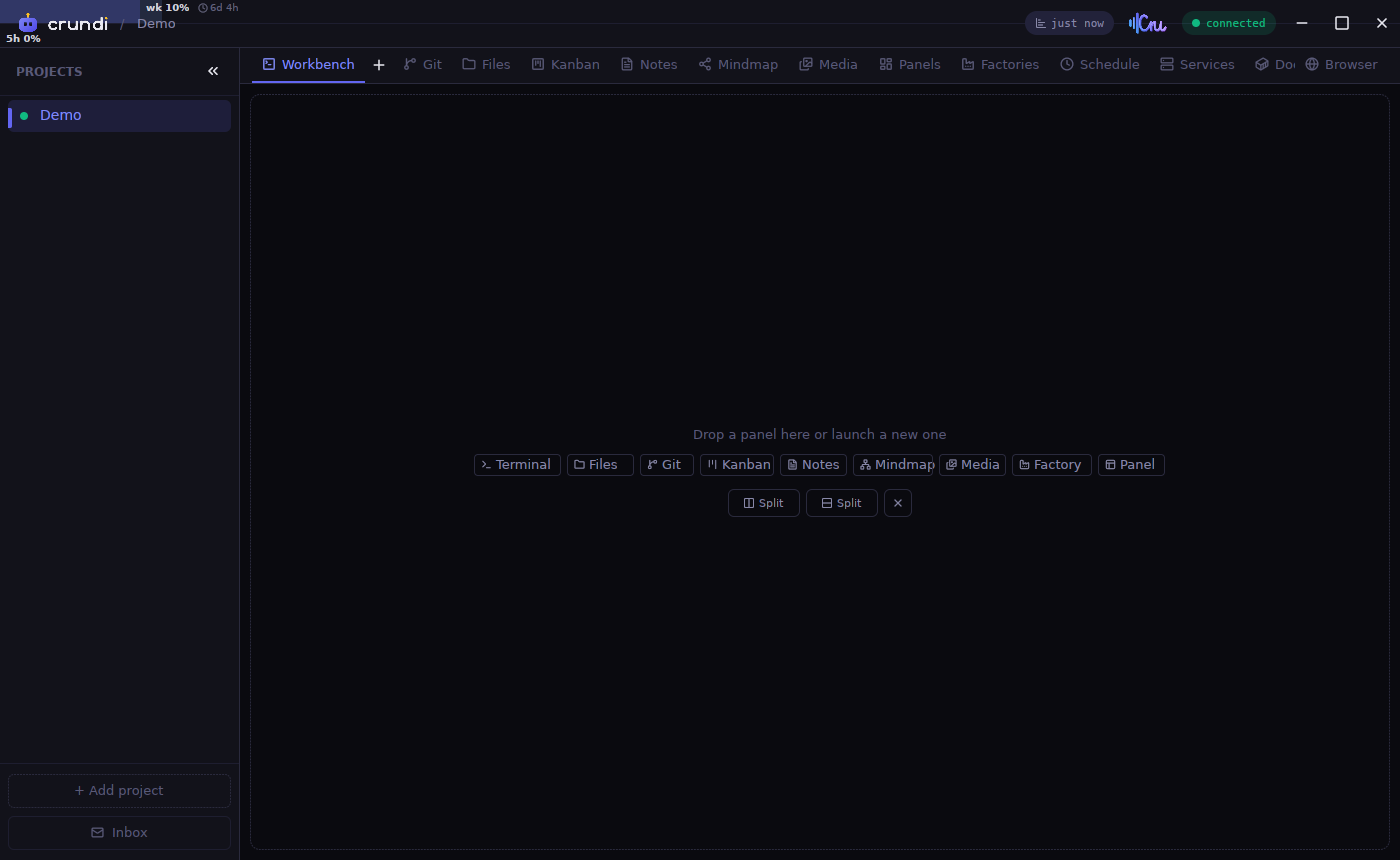 wk 10% 6d 4h
crundi / Demo
5h 0%
just now
Cru
connected
PROJECTS
Workbench + Git Files Kanban Notes Mindmap Media Panels Factories Schedule Services Doc Browser
Demo
Drop a panel here or launch a new one
Terminal Files Git Kanban Notes Mindmap Media Factory Panel
Split Split
+ Add project
Inbox